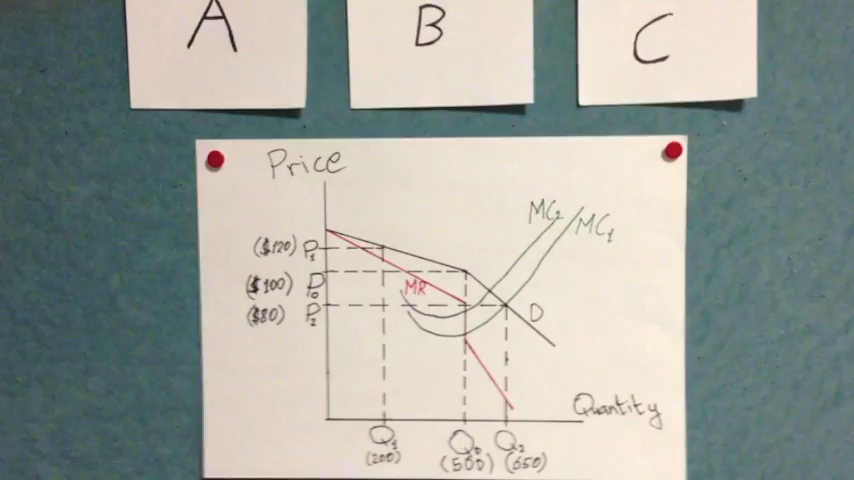 A
B
C
Price
($120) P1
($100) P0
($80) P2
MR
MC2
MC1
D
Quantity
Q1
(200)
Q0
(500)
Q2
(650)